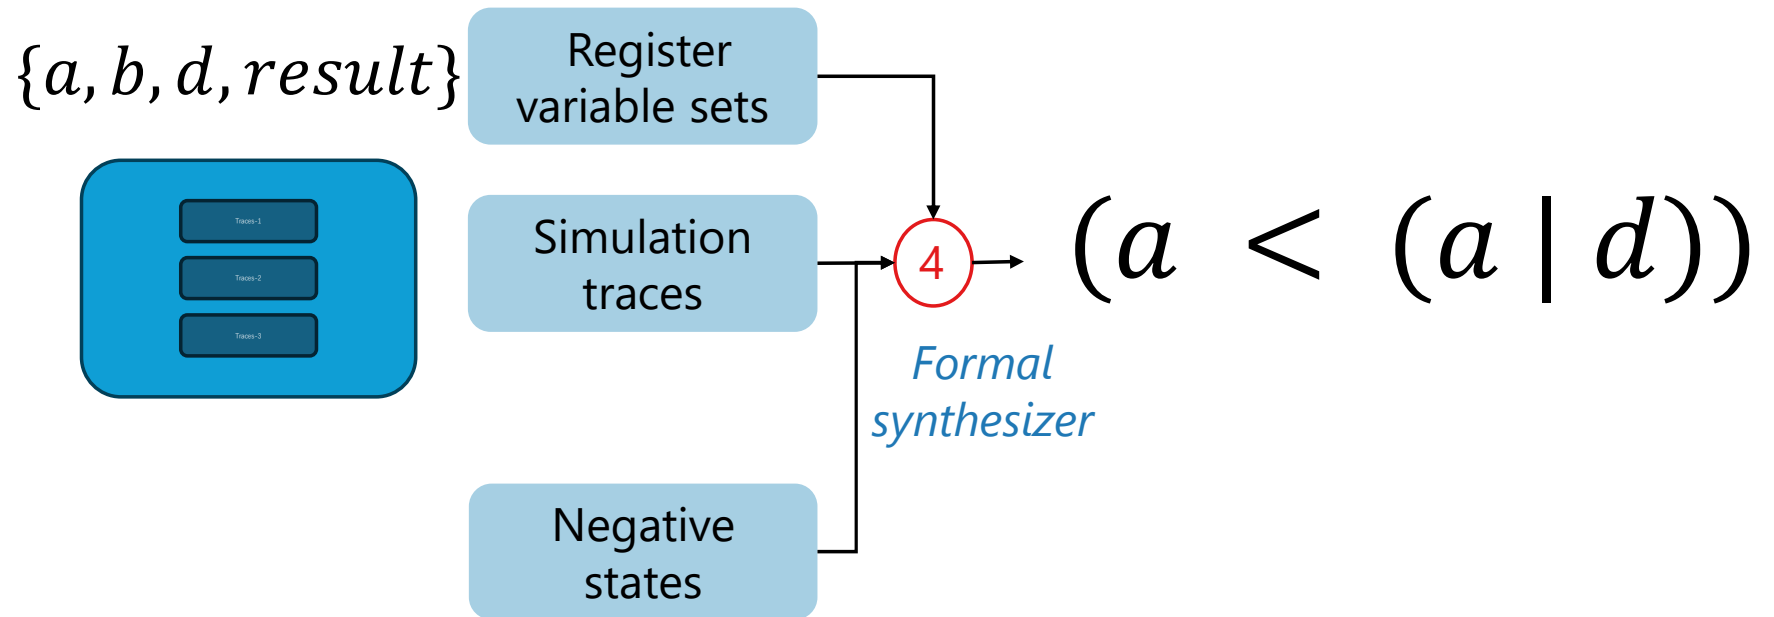 {a, b, d, result}
Register
variable sets
Traces-1
Traces-2
Traces-3
Simulation
traces
4
(a < (a | d))
Formal
synthesizer
Negative
states